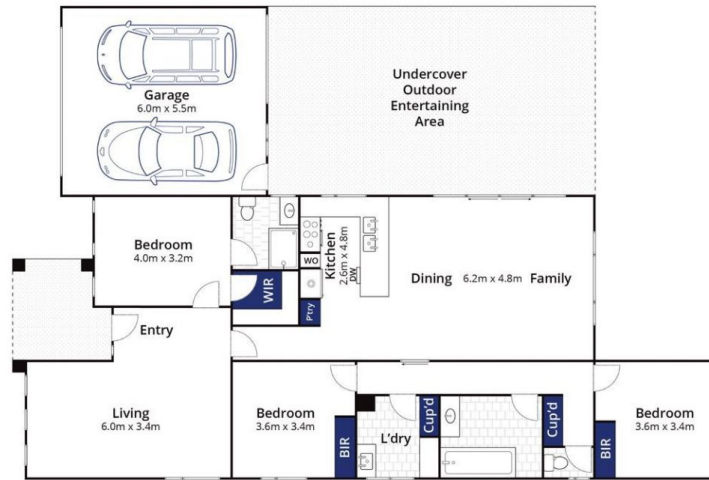 Garage
6.0m x 5.5m
Undercover
Outdoor
Entertaining
Area
Bedroom
4.0m x 3.2m
WIR
WO
Kitchen
2.6m x 4.8m
DW
P'try
Dining 6.2m x 4.8m Family
Entry
Living
6.0m x 3.4m
Bedroom
3.6m x 3.4m
BIR
L'dry
Cup'd
Cup'd
BIR
Bedroom
3.6m x 3.4m